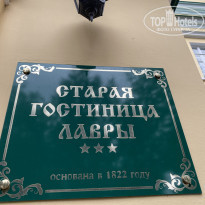 TOP Hotels
СТАРАЯ
ГОСТИНИЦА
ЛАВРЫ
основана в 1822 году